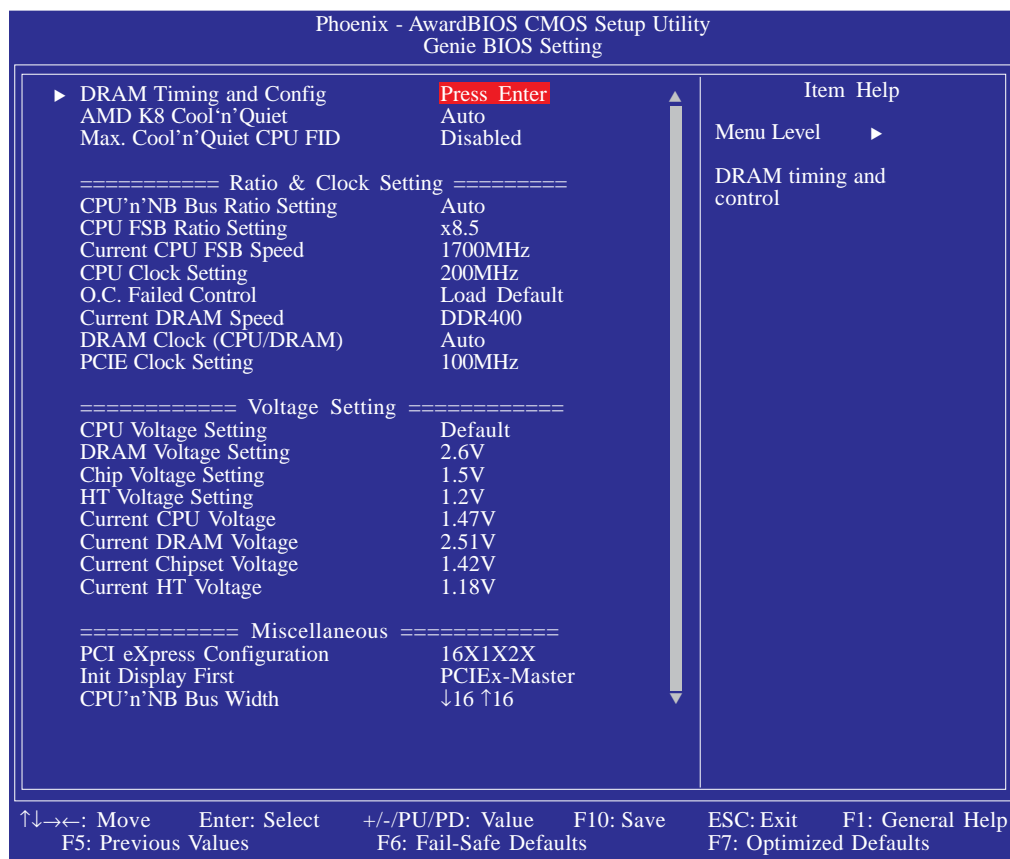 Phoenix - AwardBIOS CMOS Setup Utility
Genie BIOS Setting
▶ DRAM Timing and Config Press Enter
AMD K8 Cool‘n’Quiet Auto
Max. Cool’n’Quiet CPU FID Disabled
=========== Ratio & Clock Setting =========
CPU’n’NB Bus Ratio Setting Auto
CPU FSB Ratio Setting x8.5
Current CPU FSB Speed 1700MHz
CPU Clock Setting 200MHz
O.C. Failed Control Load Default
Current DRAM Speed DDR400
DRAM Clock (CPU/DRAM) Auto
PCIE Clock Setting 100MHz
============ Voltage Setting ============
CPU Voltage Setting Default
DRAM Voltage Setting 2.6V
Chip Voltage Setting 1.5V
HT Voltage Setting 1.2V
Current CPU Voltage 1.47V
Current DRAM Voltage 2.51V
Current Chipset Voltage 1.42V
Current HT Voltage 1.18V
============ Miscellaneous ============
PCI eXpress Configuration 16X1X2X
Init Display First PCIEx-Master
CPU’n’NB Bus Width ↓16 ↑16
Item Help
Menu Level ▶
DRAM timing and
control
↑↓→←: Move Enter: Select +/-/PU/PD: Value F10: Save ESC: Exit F1: General Help
F5: Previous Values F6: Fail-Safe Defaults F7: Optimized Defaults